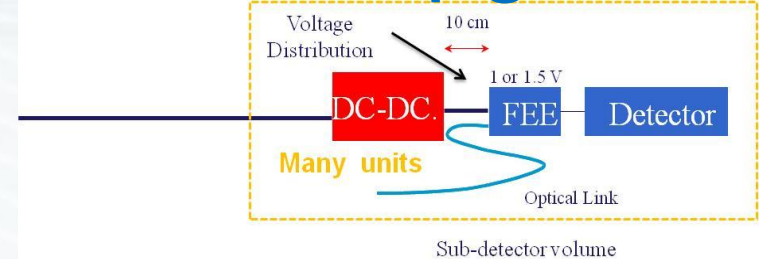 Voltage
Distribution
10 cm
1 or 1.5 V
DC-DC.
FEE
Detector
Many units
Optical Link
Sub-detector volume